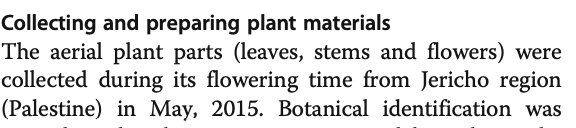 Collecting and preparing plant materials
The aerial plant parts (leaves, stems and flowers) were
collected during its flowering time from Jericho region
(Palestine) in May, 2015. Botanical identification was